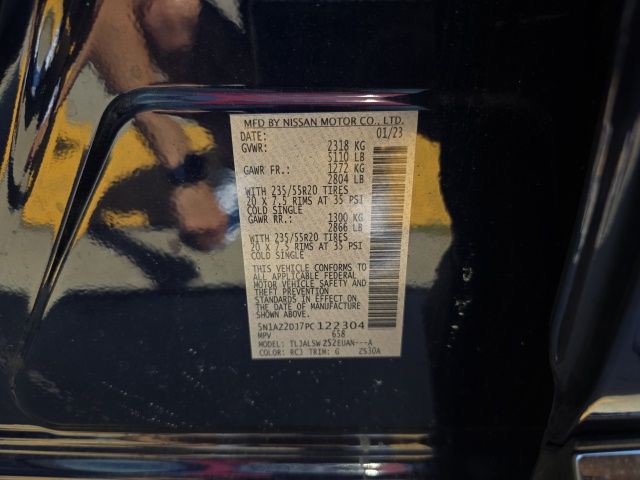 MFD BY NISSAN MOTOR CO., LTD.
DATE: 01/23
GVWR: 2318 KG
5110 LB
GAWR FR.: 1272 KG
2804 LB
WITH 235/55R20 TIRES
20 X 7.5 RIMS AT 35 PSI
COLD SINGLE
GAWR RR.: 1300 KG
2866 LB
WITH 235/55R20 TIRES
20 X 7.5 RIMS AT 35 PSI
COLD SINGLE
THIS VEHICLE CONFORMS TO
ALL APPLICABLE FEDERAL
MOTOR VEHICLE SAFETY AND
THEFT PREVENTION
STANDARDS IN EFFECT ON
THE DATE OF MANUFACTURE
SHOWN ABOVE.
5N1AZ2DJ7PC122304
MPV 658
MODEL: TLJALSWZ52EUAN---A
COLOR: RCJ TRIM: G Z530A